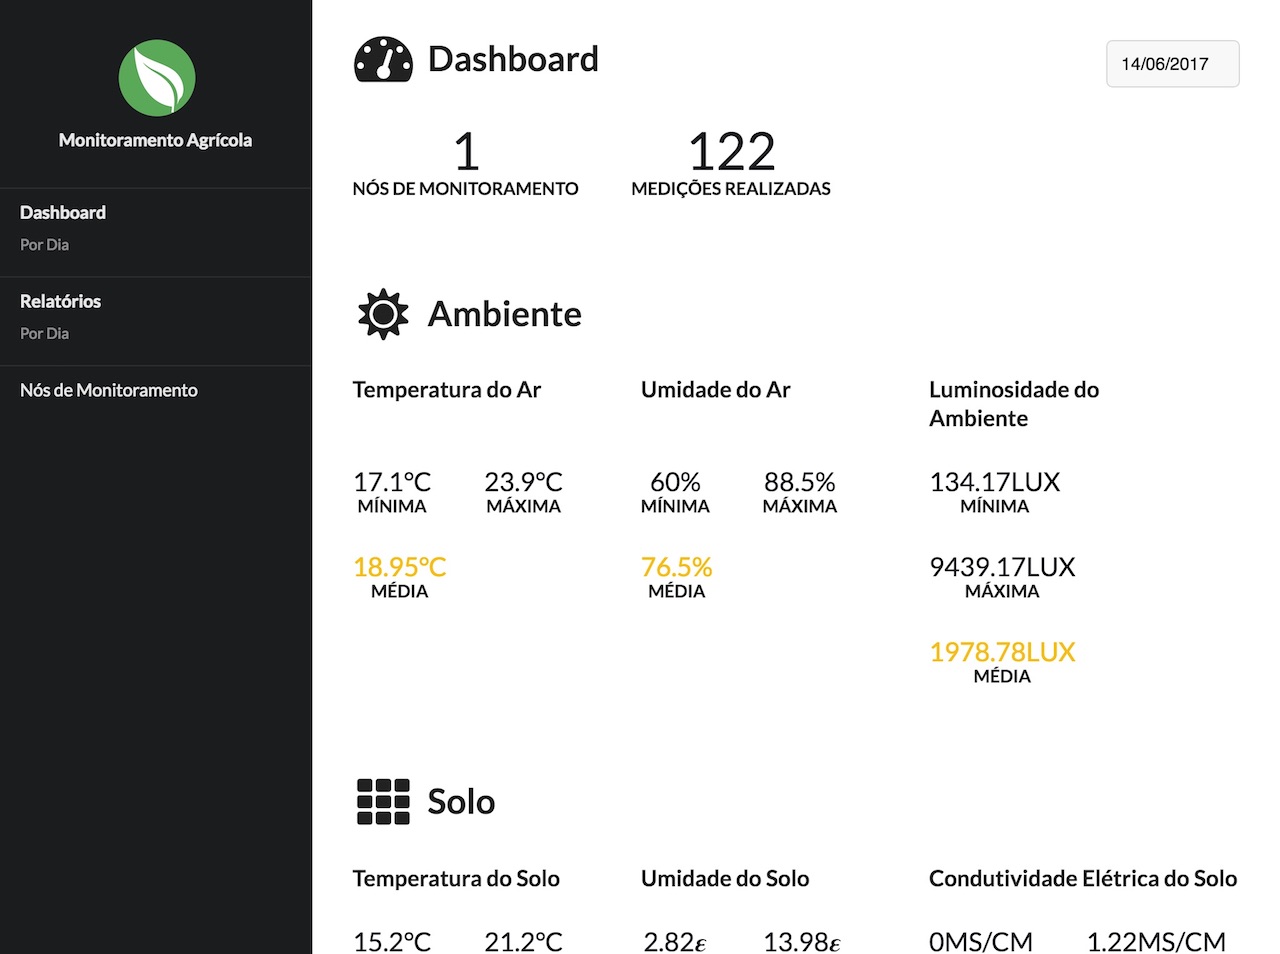 Monitoramento Agrícola
Dashboard
Por Dia
Relatórios
Por Dia
Nós de Monitoramento
Dashboard
14/06/2017
1
NÓS DE MONITORAMENTO
122
MEDIÇÕES REALIZADAS
Ambiente
Temperatura do Ar
17.1°C
MÍNIMA
23.9°C
MÁXIMA
18.95°C
MÉDIA
Umidade do Ar
60%
MÍNIMA
88.5%
MÁXIMA
76.5%
MÉDIA
Luminosidade do
Ambiente
134.17LUX
MÍNIMA
9439.17LUX
MÁXIMA
1978.78LUX
MÉDIA
Solo
Temperatura do Solo
15.2°C
21.2°C
Umidade do Solo
2.82ε
13.98ε
Condutividade Elétrica do Solo
0MS/CM
1.22MS/CM